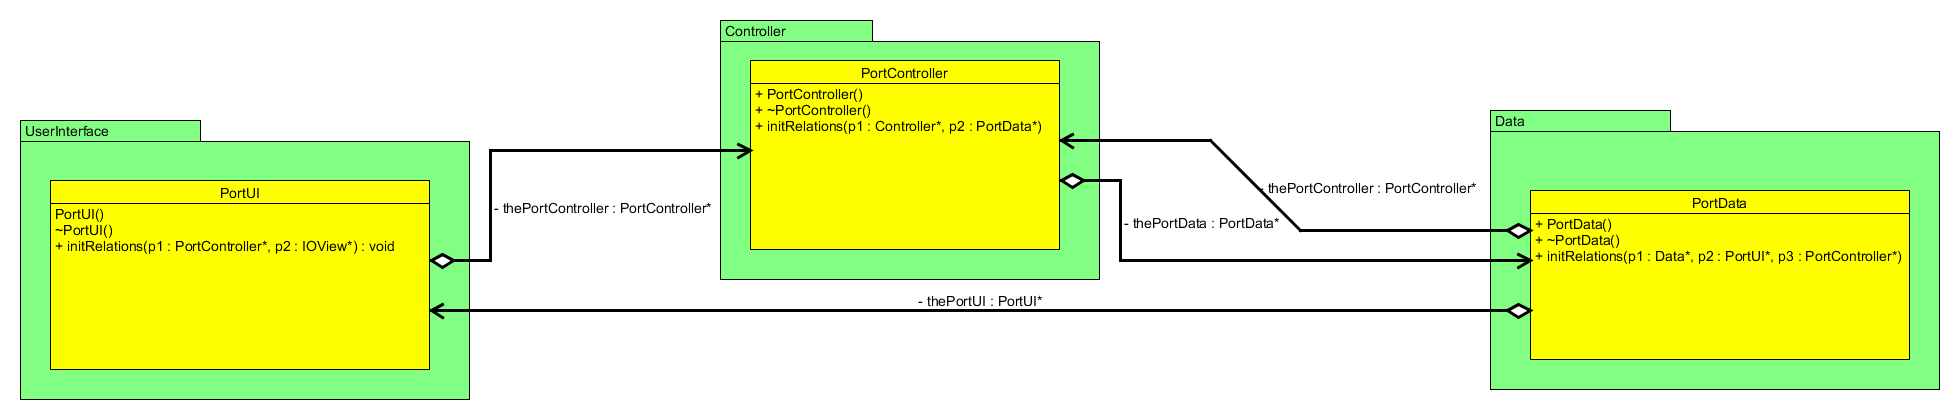 UserInterface
PortUI
PortUI()
~PortUI()
+ initRelations(p1 : PortController*, p2 : IOView*) : void
- thePortController : PortController*
Controller
PortController
+ PortController()
+ ~PortController()
+ initRelations(p1 : Controller*, p2 : PortData*)
- thePortController : PortController*
- thePortData : PortData*
- thePortUI : PortUI*
Data
PortData
+ PortData()
+ ~PortData()
+ initRelations(p1 : Data*, p2 : PortUI*, p3 : PortController*)